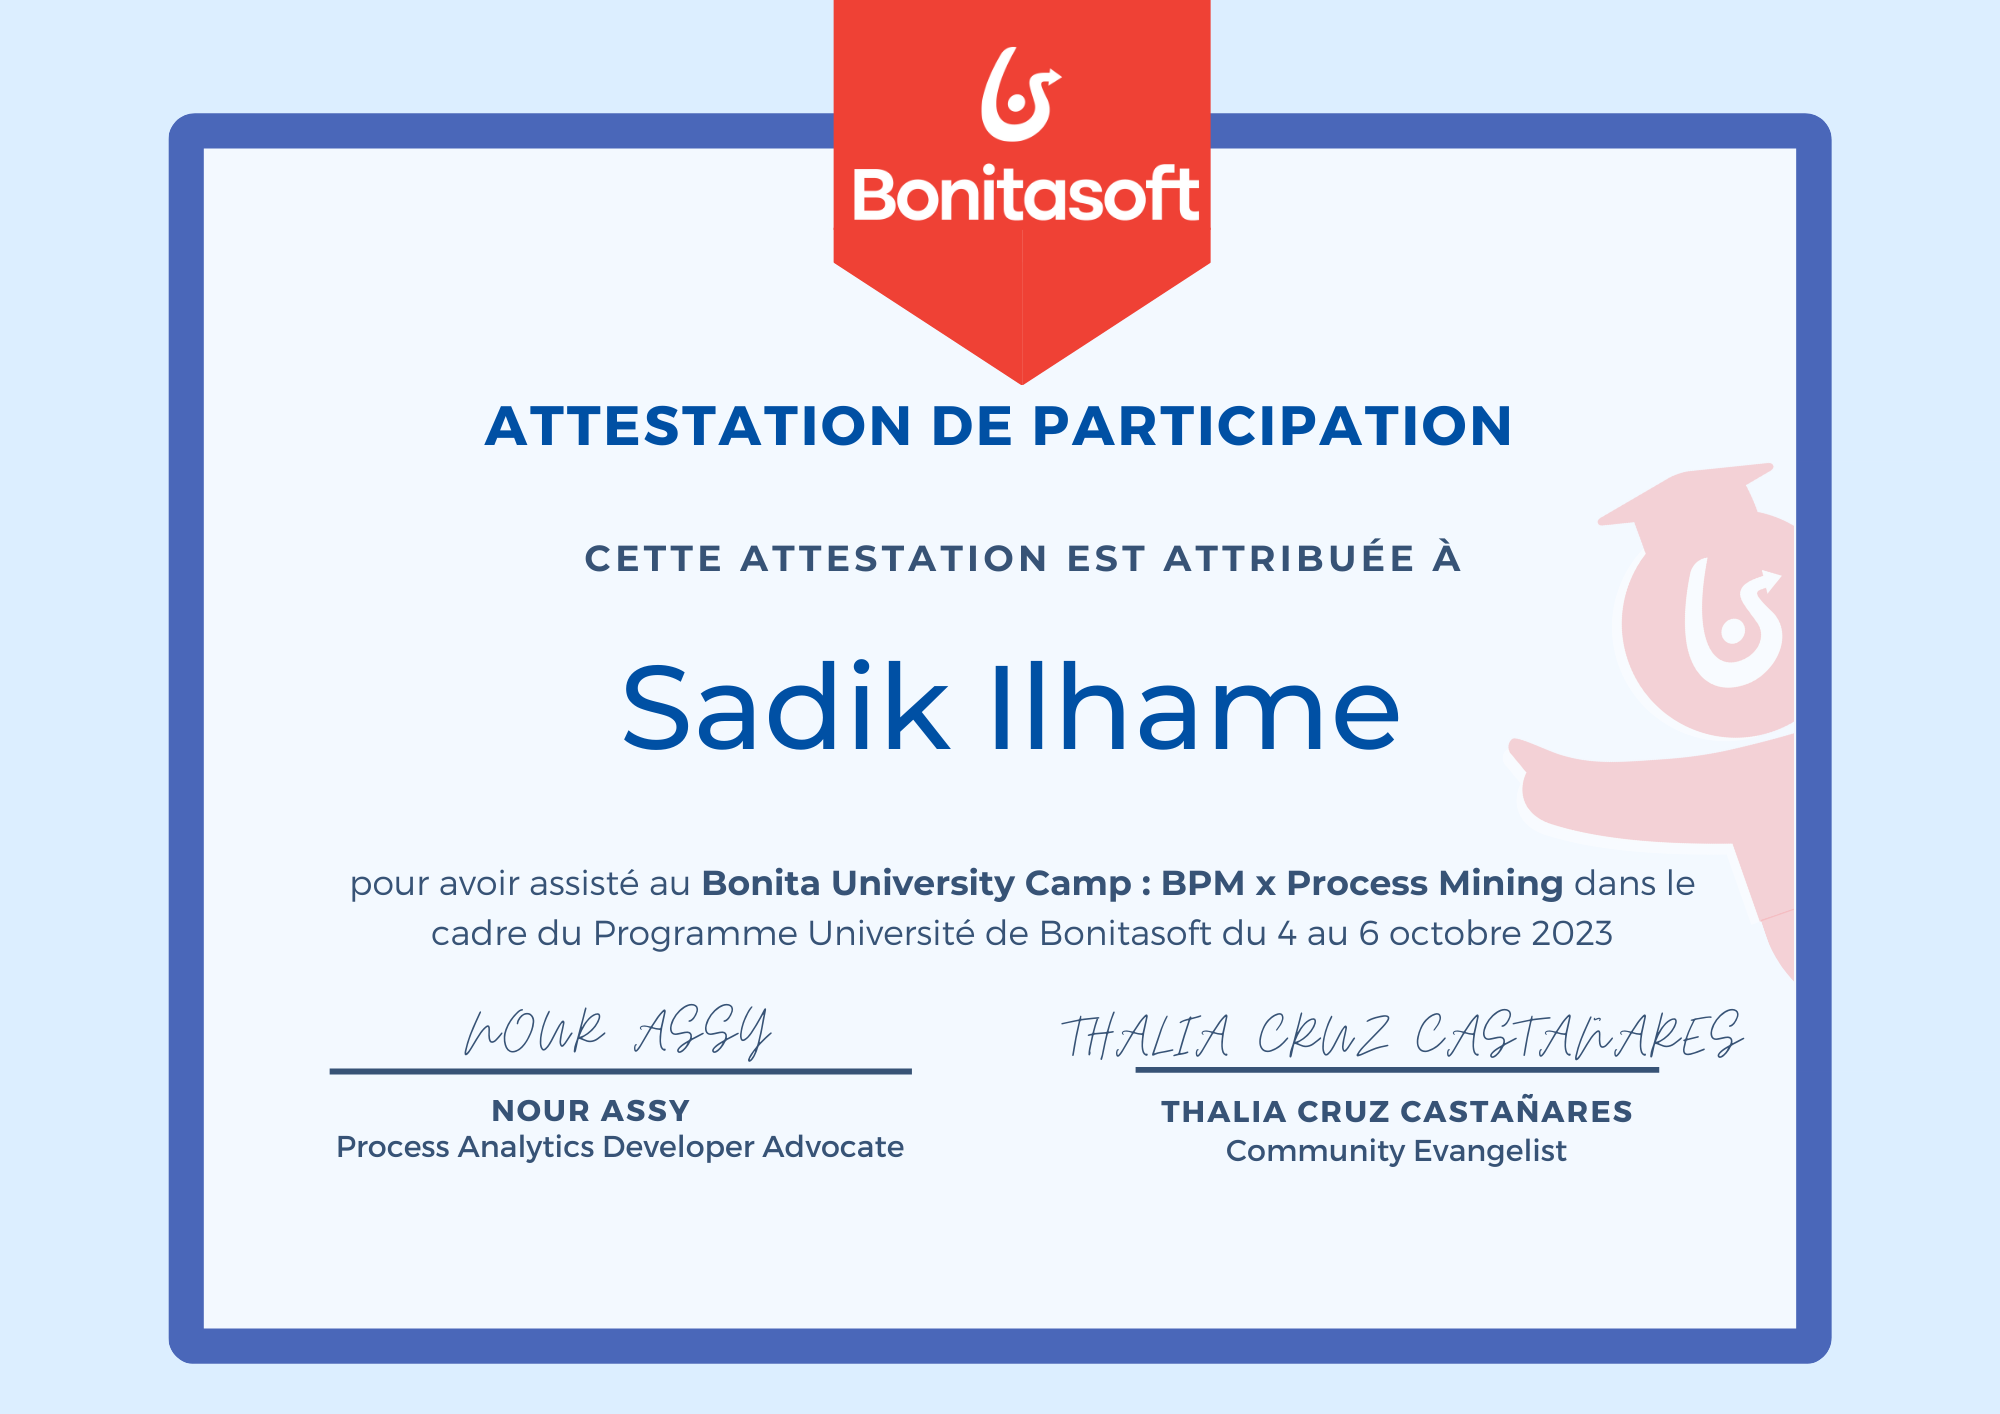 Bonitasoft
ATTESTATION DE PARTICIPATION
CETTE ATTESTATION EST ATTRIBUÉE À
Sadik Ilhame
pour avoir assisté au Bonita University Camp : BPM x Process Mining dans le
cadre du Programme Université de Bonitasoft du 4 au 6 octobre 2023
NOUR ASSY
THALIA CRUZ CASTAÑARES
NOUR ASSY
Process Analytics Developer Advocate
THALIA CRUZ CASTAÑARES
Community Evangelist